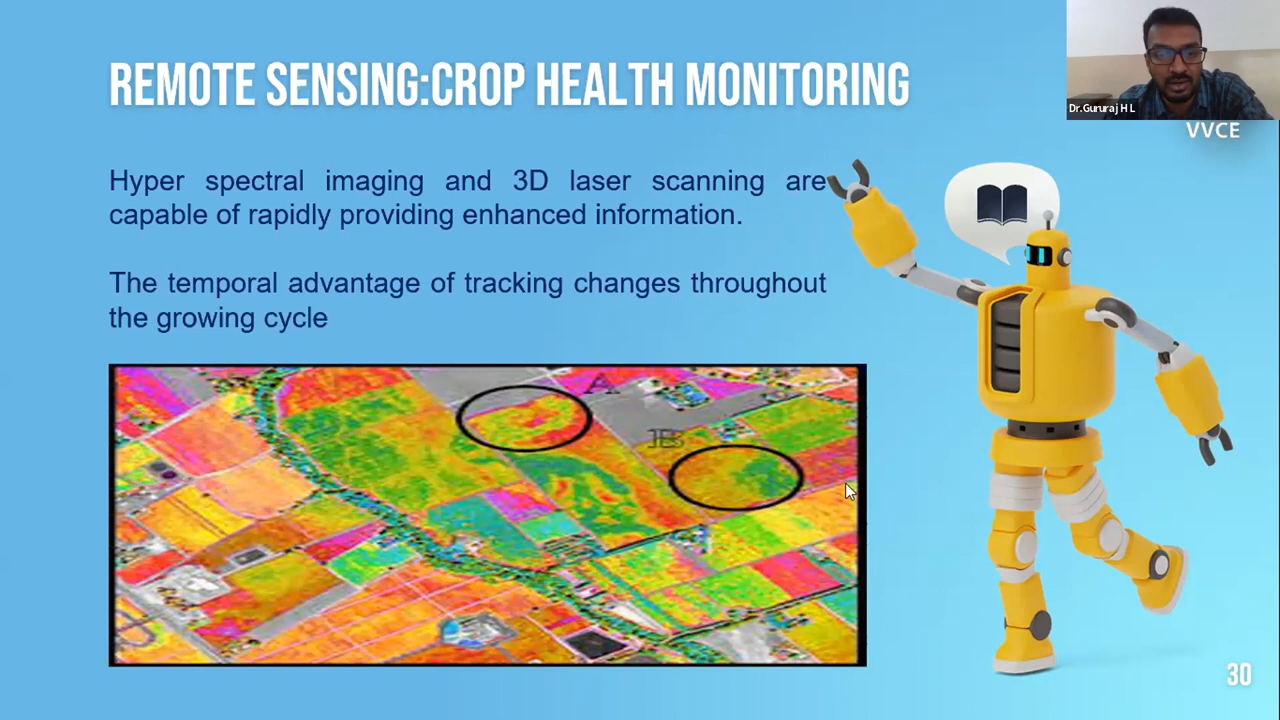 REMOTE SENSING:CROP HEALTH MONITORING
Dr.Gururaj H L
VVCE
Hyper spectral imaging and 3D laser scanning are
capable of rapidly providing enhanced information.
The temporal advantage of tracking changes throughout
the growing cycle
A
B
30